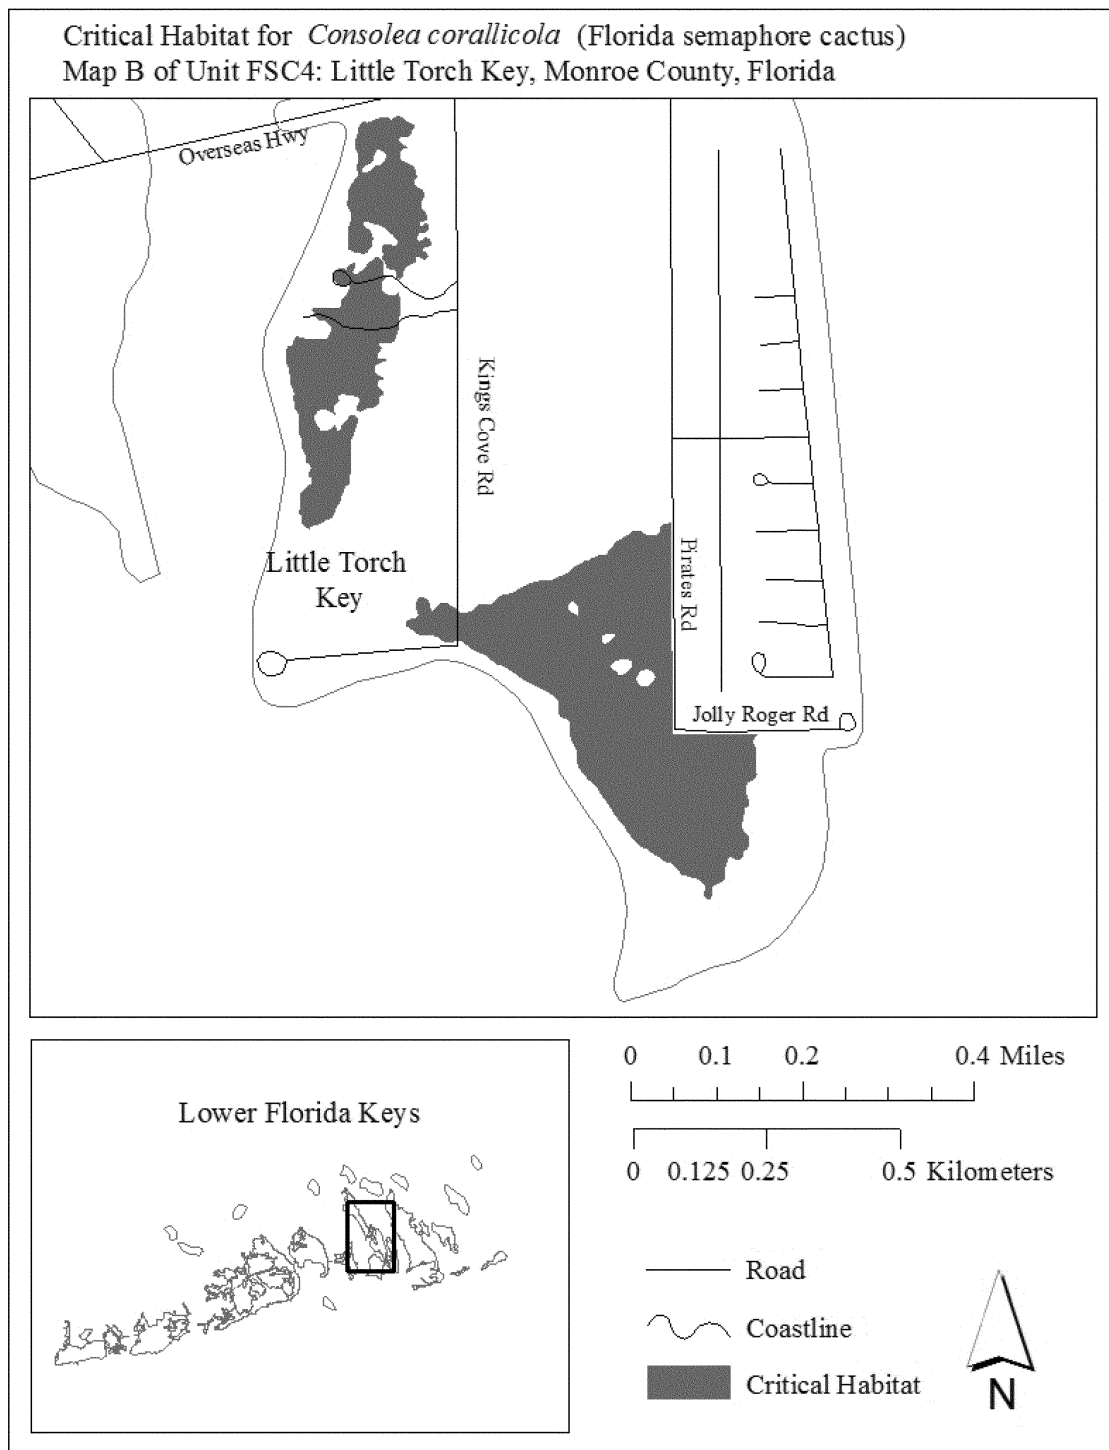 Critical Habitat for Consolea corallicola (Florida semaphore cactus)
Map B of Unit FSC4: Little Torch Key, Monroe County, Florida
Overseas Hwy
Kings Cove Rd
Little Torch
Key
Pirates Rd
Jolly Roger Rd
Lower Florida Keys
0 0.1 0.2 0.4 Miles
0 0.125 0.25 0.5 Kilometers
Road
Coastline
Critical Habitat
N